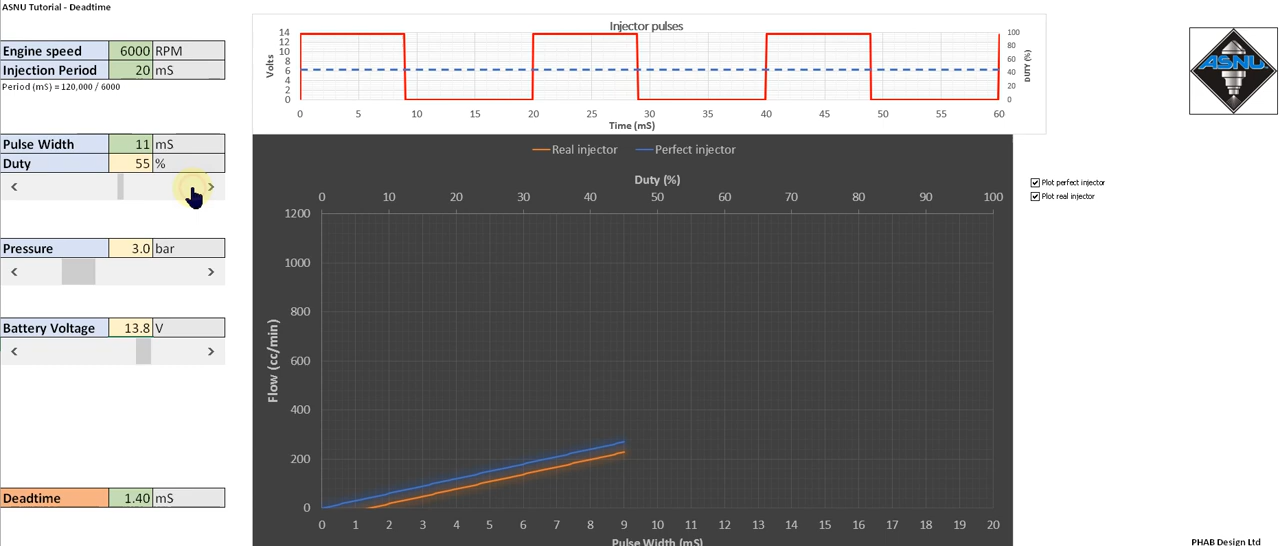 ASNU Tutorial - Deadtime
Engine speed 6000 RPM
Injection Period 20 mS
Period (mS) = 120,000 / 6000
Pulse Width 11 mS
Duty 55 %
Pressure 3.0 bar
Battery Voltage 13.8 V
Deadtime 1.40 mS
Injector pulses
Volts
14
12
10
8
6
4
2
0
100
80
60
40
20
0
DUTY (%)
0 5 10 15 20 25 30 35 40 45 50 55 60
Time (mS)
Real injector Perfect injector
Duty (%)
0 10 20 30 40 50 60 70 80 90 100
Flow (cc/min)
1200
1000
800
600
400
200
0
0 1 2 3 4 5 6 7 8 9 10 11 12 13 14 15 16 17 18 19 20
Pulse Width (mS)
Plot perfect injector
Plot real injector
ASNU
PHAB Design Ltd